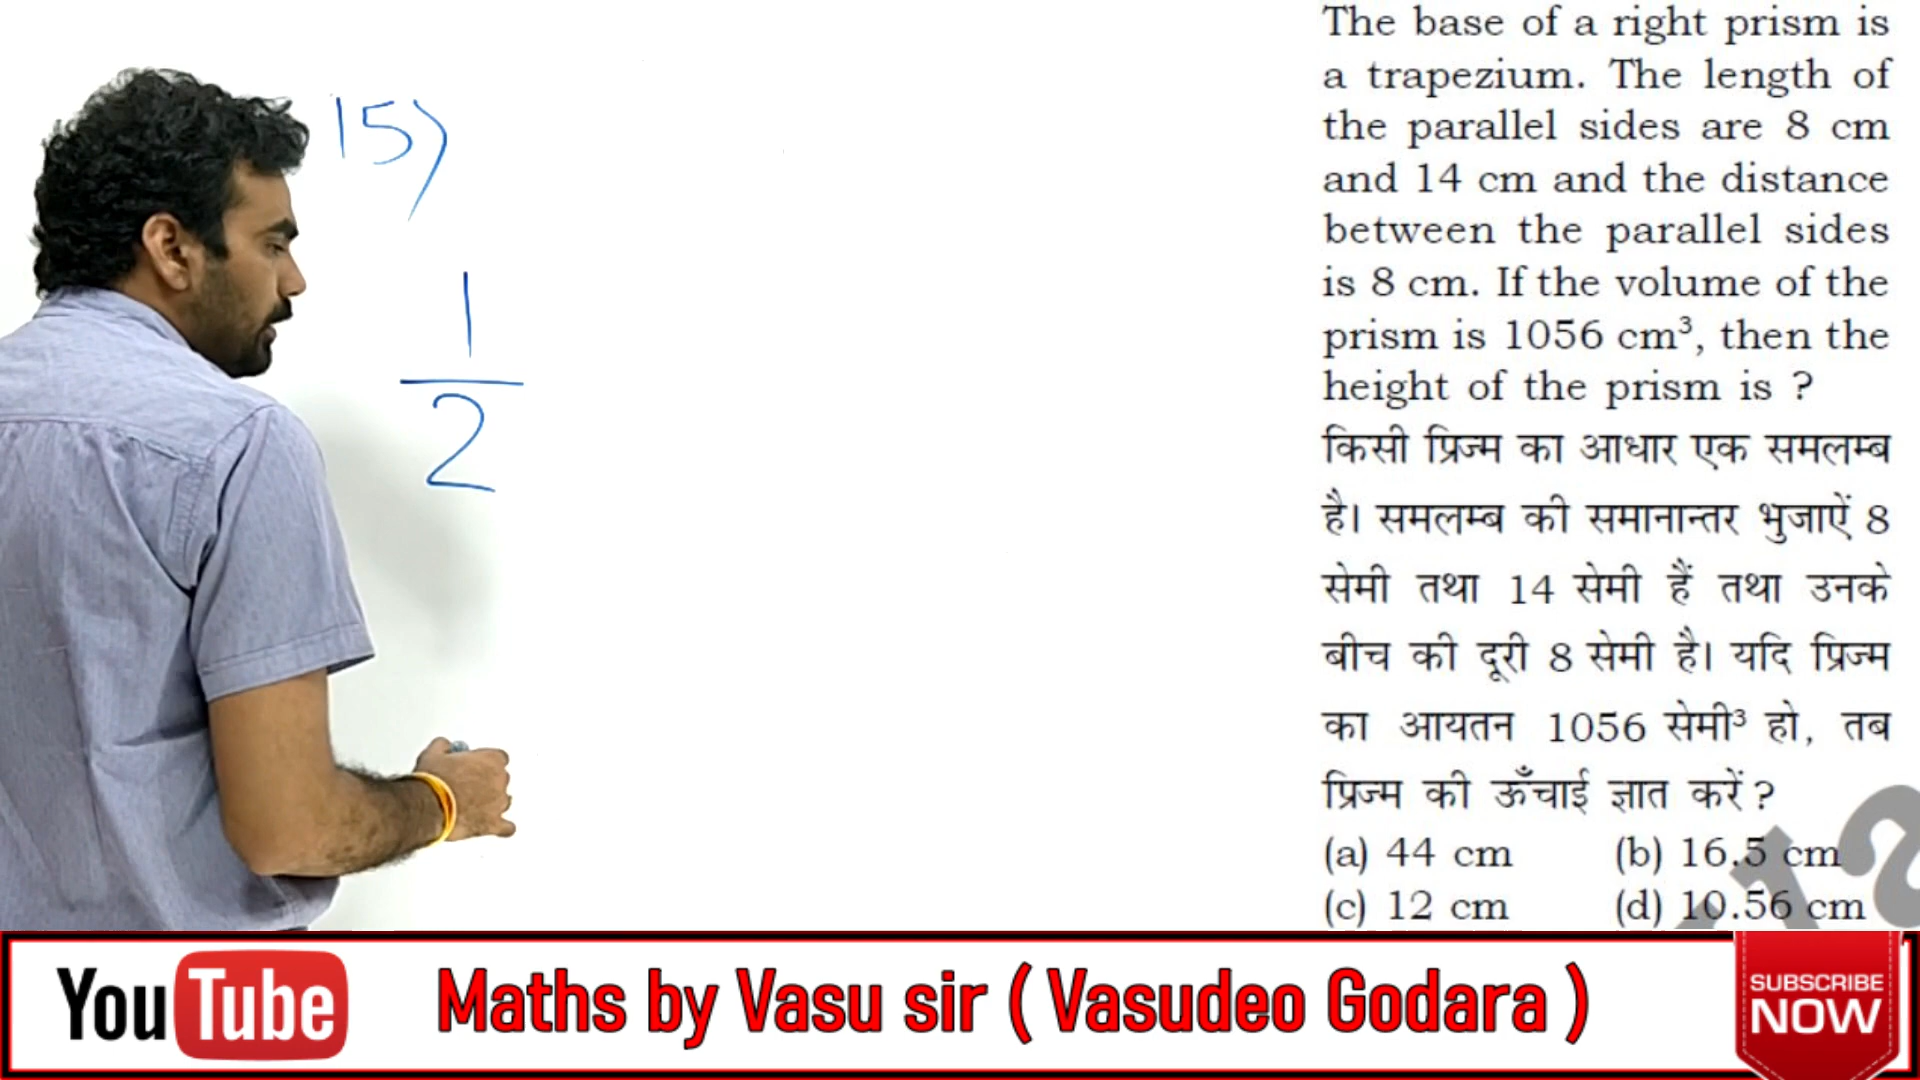 15)
1
2
The base of a right prism is
a trapezium. The length of
the parallel sides are 8 cm
and 14 cm and the distance
between the parallel sides
is 8 cm. If the volume of the
prism is 1056 cm³, then the
height of the prism is ?
किसी प्रिज्म का आधार एक समलम्ब
है। समलम्ब की समानान्तर भुजाऐं 8
सेमी तथा 14 सेमी हैं तथा उनके
बीच की दूरी 8 सेमी है। यदि प्रिज्म
का आयतन 1056 सेमी³ हो, तब
प्रिज्म की ऊँचाई ज्ञात करें ?
(a) 44 cm (b) 16.5 cm
(c) 12 cm (d) 10.56 cm
YouTube
Maths by Vasu sir ( Vasudeo Godara )
SUBSCRIBE
NOW